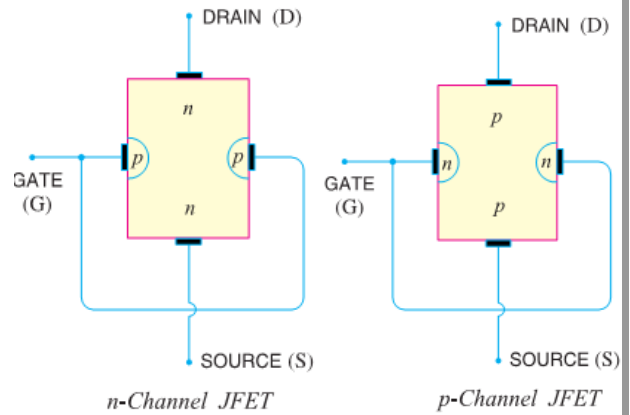 DRAIN (D)
n
p
p
GATE
(G)
n
SOURCE (S)
n-Channel JFET
DRAIN (D)
p
n
n
GATE
(G)
p
SOURCE (S)
p-Channel JFET